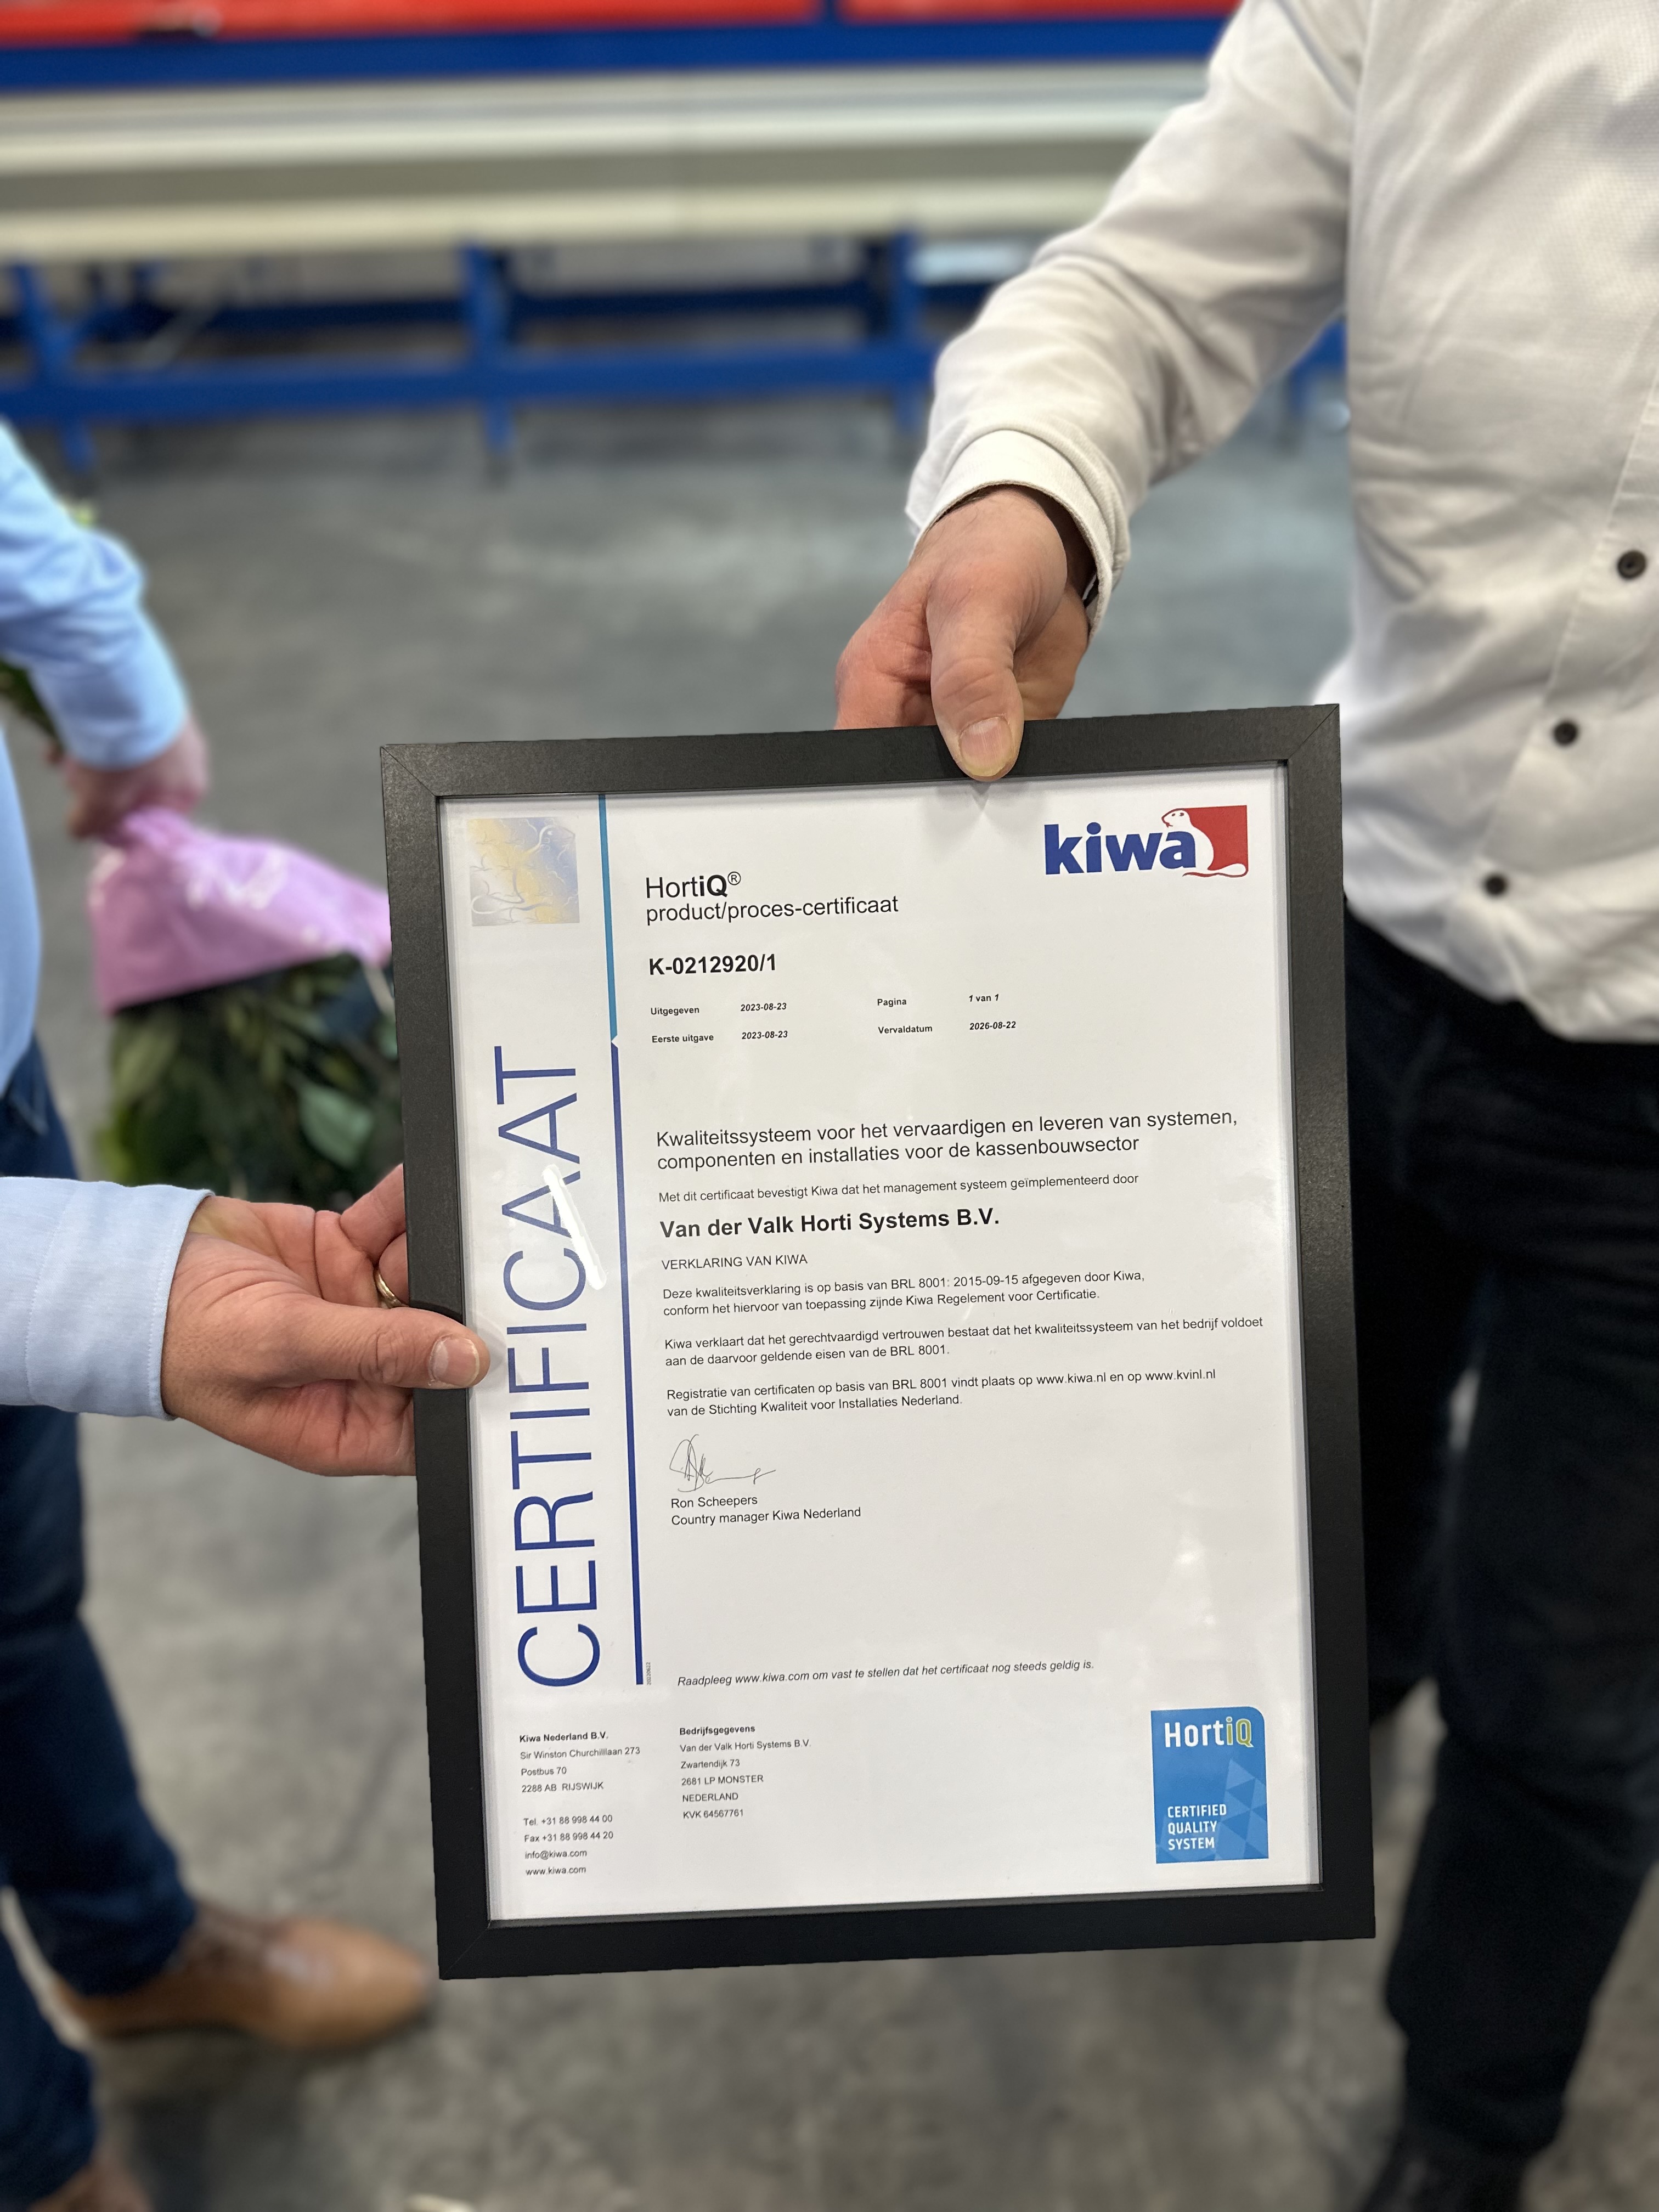 kiwa
HortiQ®
product/proces-certificaat
K-0212920/1
Uitgegeven 2023-08-23 Pagina 1 van 1
Eerste uitgave 2023-08-23 Vervaldatum 2026-08-22
CERTIFICAAT
Kwaliteitssysteem voor het vervaardigen en leveren van systemen,
componenten en installaties voor de kassenbouwsector
Met dit certificaat bevestigt Kiwa dat het management systeem geïmplementeerd door
Van der Valk Horti Systems B.V.
VERKLARING VAN KIWA
Deze kwaliteitsverklaring is op basis van BRL 8001: 2015-09-15 afgegeven door Kiwa,
conform het hiervoor van toepassing zijnde Kiwa Regelement voor Certificatie.
Kiwa verklaart dat het gerechtvaardigd vertrouwen bestaat dat het kwaliteitssysteem van het bedrijf voldoet
aan de daarvoor geldende eisen van de BRL 8001.
Registratie van certificaten op basis van BRL 8001 vindt plaats op www.kiwa.nl en op www.kvinl.nl
van de Stichting Kwaliteit voor Installaties Nederland.
Ron Scheepers
Country manager Kiwa Nederland
Raadpleeg www.kiwa.com om vast te stellen dat het certificaat nog steeds geldig is.
Kiwa Nederland B.V.
Sir Winston Churchilllaan 273
Postbus 70
2288 AB RIJSWIJK
Tel. +31 88 998 44 00
Fax +31 88 998 44 20
info@kiwa.com
www.kiwa.com
Bedrijfsgegevens
Van der Valk Horti Systems B.V.
Zwartendijk 73
2681 LP MONSTER
NEDERLAND
KVK 64567761
HortiQ
CERTIFIED
QUALITY
SYSTEM